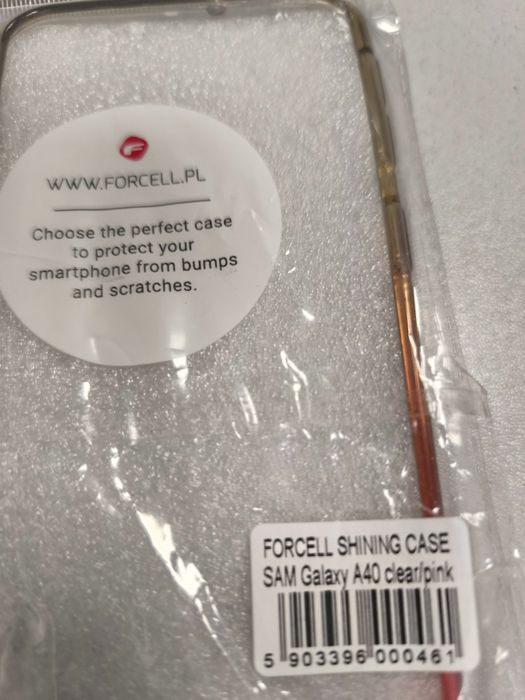 WWW.FORCELL.PL
Choose the perfect case
to protect your
smartphone from bumps
and scratches.
FORCELL SHINING CASE
SAM Galaxy A40 clear/pink
5 903396 000461